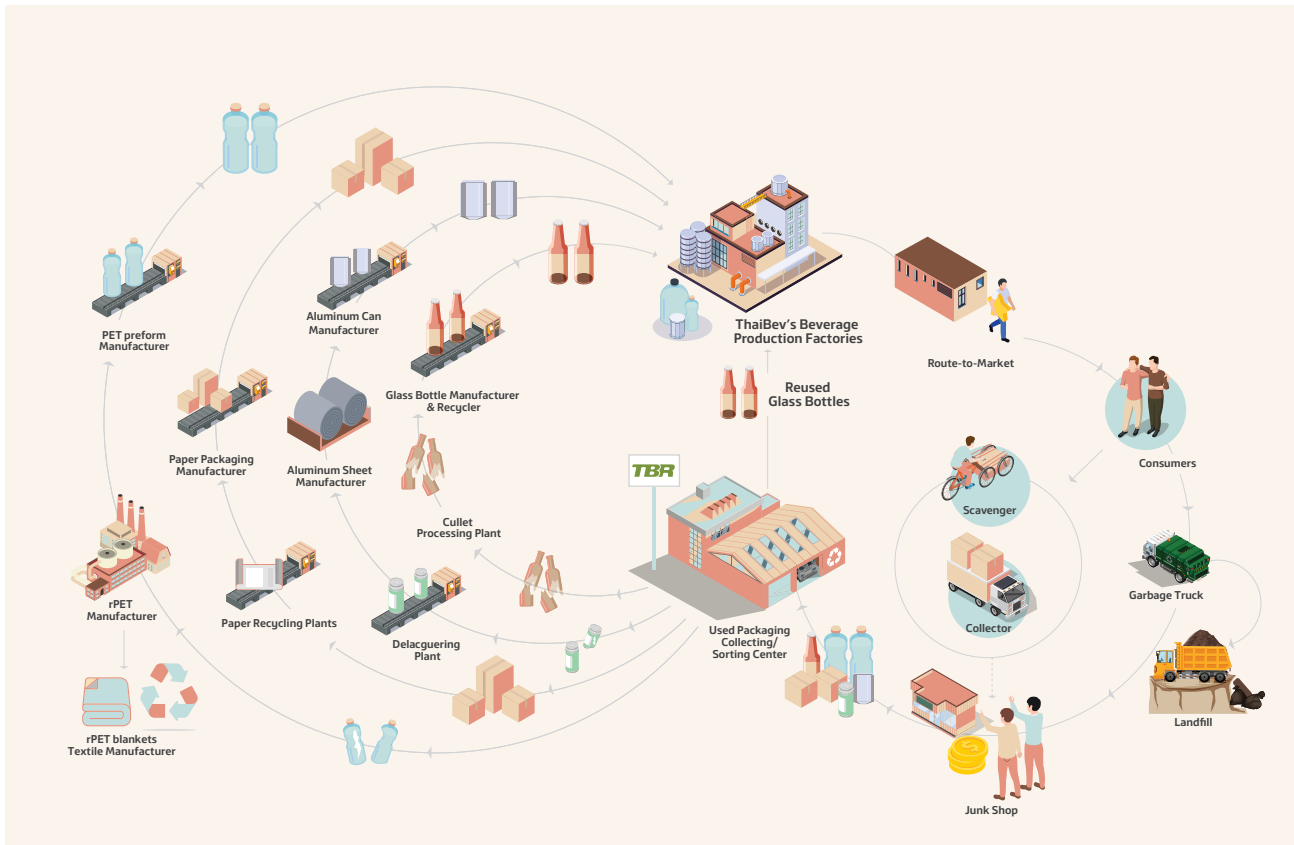 PET preform
Manufacturer
Aluminum Can
Manufacturer
ThaiBev's Beverage
Production Factories
Route-to-Market
Glass Bottle Manufacturer
& Recycler
Reused
Glass Bottles
Paper Packaging
Manufacturer
Aluminum Sheet
Manufacturer
TBR
Consumers
Scavenger
Cullet
Processing Plant
Garbage Truck
rPET
Manufacturer
Paper Recycling Plants
Delacguering
Plant
Used Packaging
Collecting/
Sorting Center
Collector
Landfill
rPET blankets
Textile Manufacturer
Junk Shop